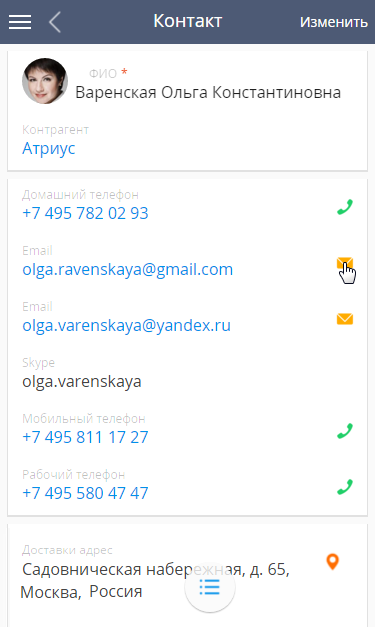 Контакт
Изменить
ФИО *
Варенская Ольга Константиновна
Контрагент
Атриус
Домашний телефон
+7 495 782 02 93
Email
olga.ravenskaya@gmail.com
Email
olga.varenskaya@yandex.ru
Skype
olga.varenskaya
Мобильный телефон
+7 495 811 17 27
Рабочий телефон
+7 495 580 47 47
Доставки адрес
Садовническая набережная, д. 65,
Москва, Россия